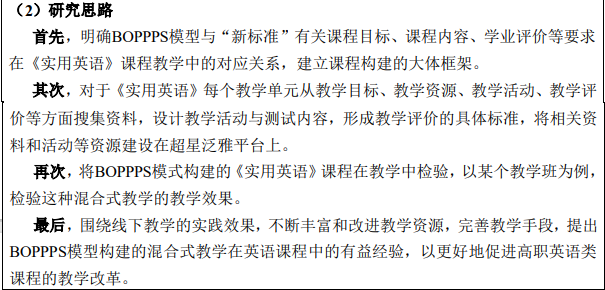 （2）研究思路
首先，明确BOPPPS模型与“新标准”有关课程目标、课程内容、学业评价等要求
在《实用英语》课程教学中的对应关系，建立课程构建的大体框架。
其次，对于《实用英语》每个教学单元从教学目标、教学资源、教学活动、教学评
价等方面搜集资料，设计教学活动与测试内容，形成教学评价的具体标准，将相关资
料和活动等资源建设在超星泛雅平台上。
再次，将BOPPPS模式构建的《实用英语》课程在教学中检验，以某个教学班为例，
检验这种混合式教学的教学效果。
最后，围绕线下教学的实践效果，不断丰富和改进教学资源，完善教学手段，提出
BOPPPS模型构建的混合式教学在英语课程中的有益经验，以更好地促进高职英语类
课程的教学改革。